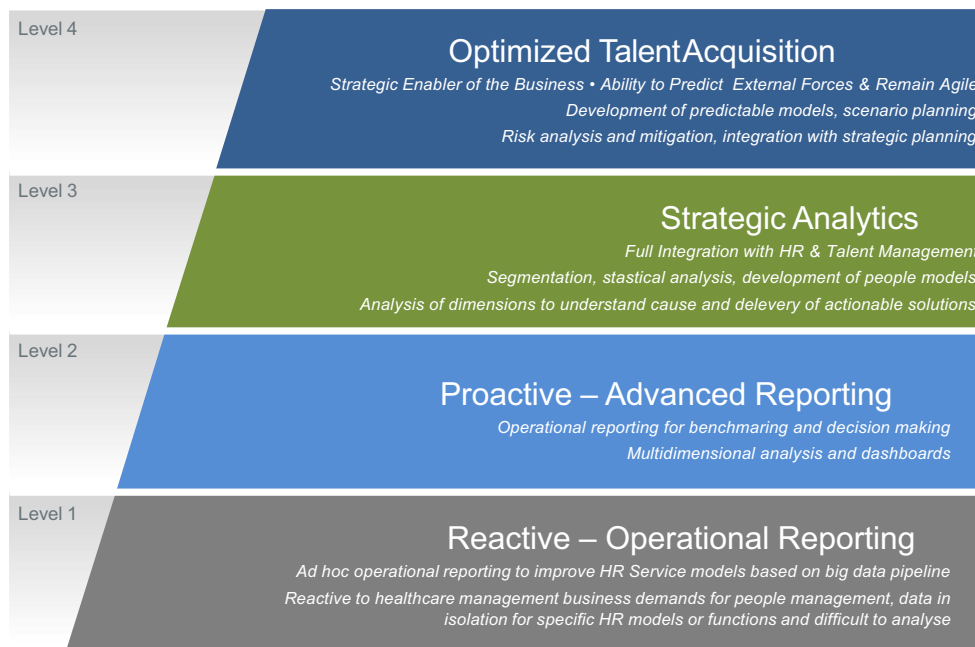 Level 4
Optimized TalentAcquisition
Strategic Enabler of the Business • Ability to Predict External Forces & Remain Agile
Development of predictable models, scenario planning
Risk analysis and mitigation, integration with strategic planning
Level 3
Strategic Analytics
Full Integration with HR & Talent Management
Segmentation, stastical analysis, development of people models
Analysis of dimensions to understand cause and delevery of actionable solutions
Level 2
Proactive – Advanced Reporting
Operational reporting for benchmaring and decision making
Multidimensional analysis and dashboards
Level 1
Reactive – Operational Reporting
Ad hoc operational reporting to improve HR Service models based on big data pipeline
Reactive to healthcare management business demands for people management, data in
isolation for specific HR models or functions and difficult to analyse